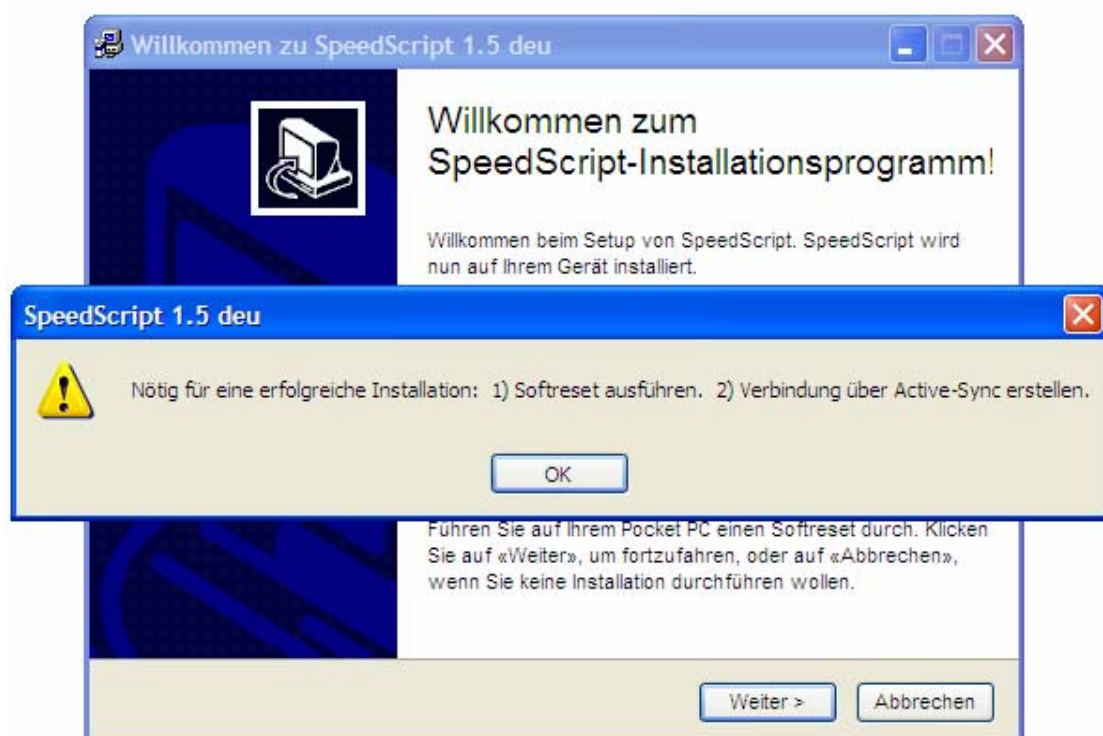 Willkommen zu SpeedScript 1.5 deu
Willkommen zum
SpeedScript-Installationsprogramm!
Willkommen beim Setup von SpeedScript. SpeedScript wird
nun auf Ihrem Gerät installiert.
SpeedScript 1.5 deu
Nötig für eine erfolgreiche Installation: 1) Softreset ausführen. 2) Verbindung über Active-Sync erstellen.
OK
Führen Sie auf Ihrem Pocket PC einen Softreset durch. Klicken
Sie auf «Weiter», um fortzufahren, oder auf «Abbrechen»,
wenn Sie keine Installation durchführen wollen.
Weiter >
Abbrechen